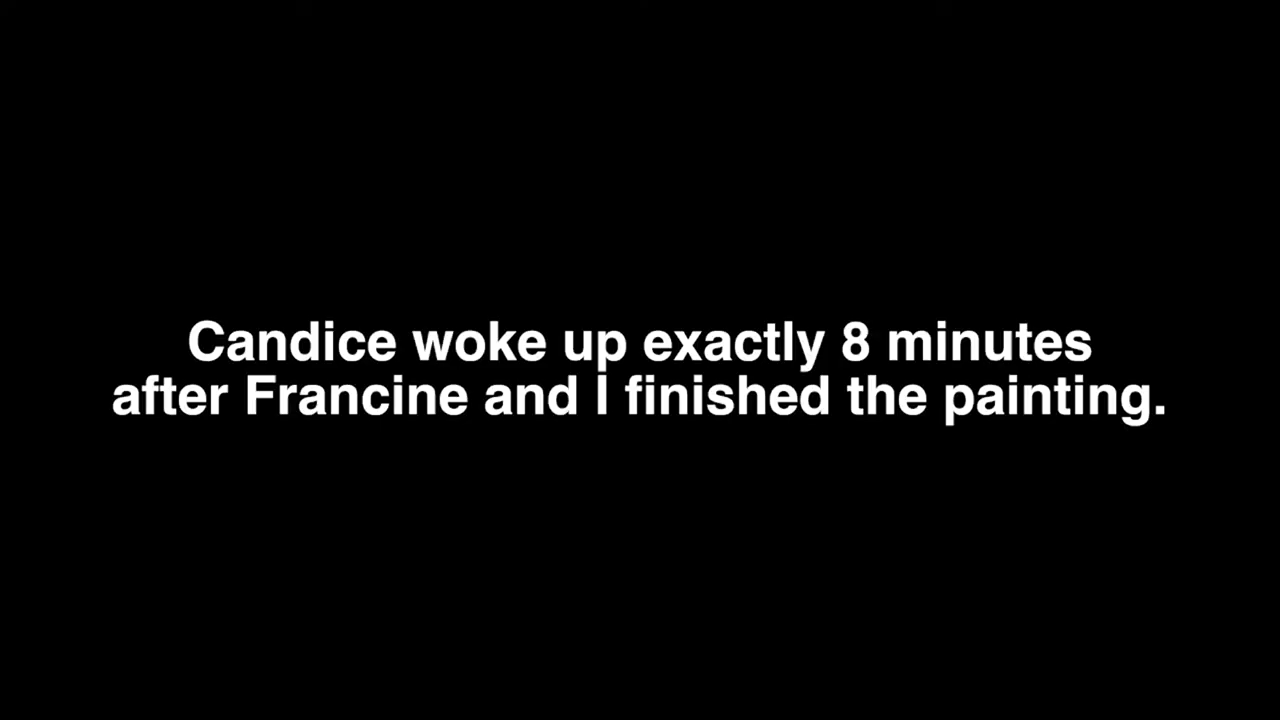 Candice woke up exactly 8 minutes
after Francine and I finished the painting.